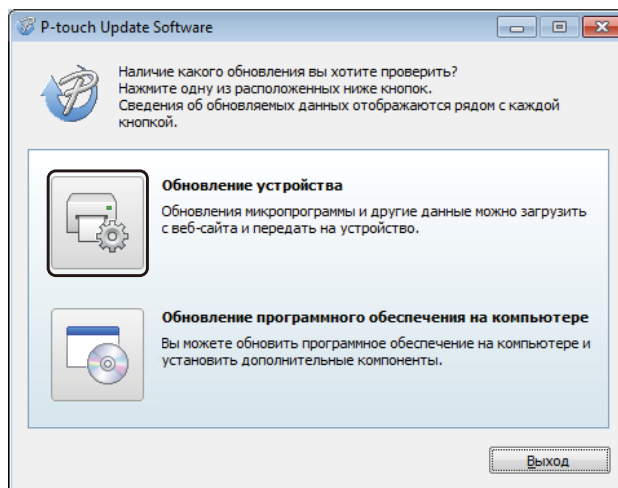 P-touch Update Software
Наличие какого обновления вы хотите проверить?
Нажмите одну из расположенных ниже кнопок.
Сведения об обновляемых данных отображаются рядом с каждой
кнопкой.
Обновление устройства
Обновления микропрограммы и другие данные можно загрузить
с веб-сайта и передать на устройство.
Обновление программного обеспечения на компьютере
Вы можете обновить программное обеспечение на компьютере и
установить дополнительные компоненты.
Выход